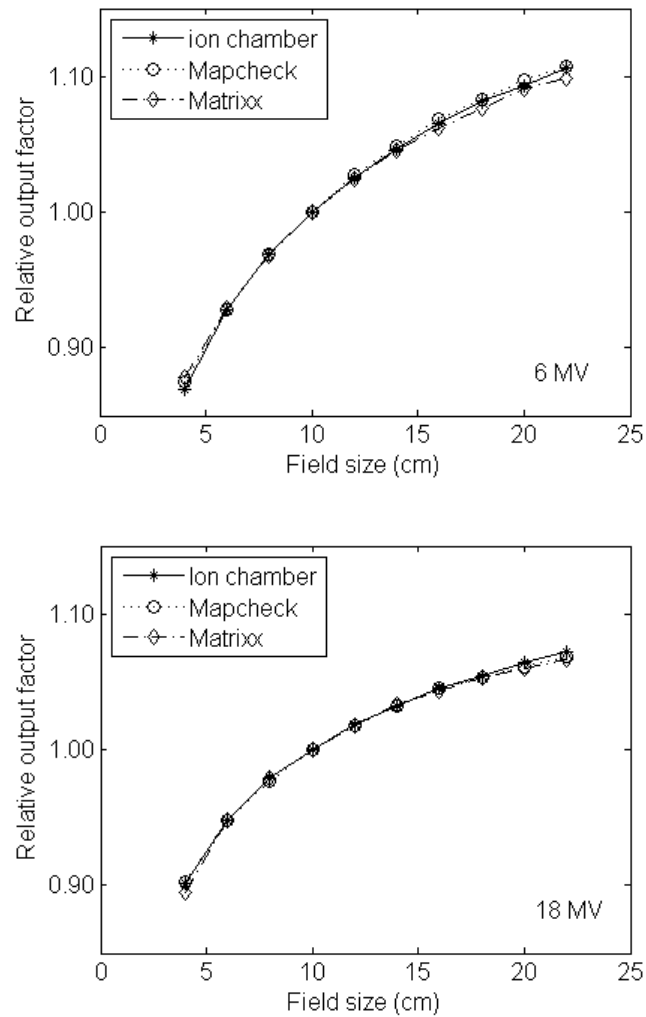 ion chamber
Mapcheck
Matrixx
1.10
1.00
0.90
Relative output factor
6 MV
0 5 10 15 20 25
Field size (cm)
Ion chamber
Mapcheck
Matrixx
1.10
1.00
0.90
Relative output factor
18 MV
0 5 10 15 20 25
Field size (cm)